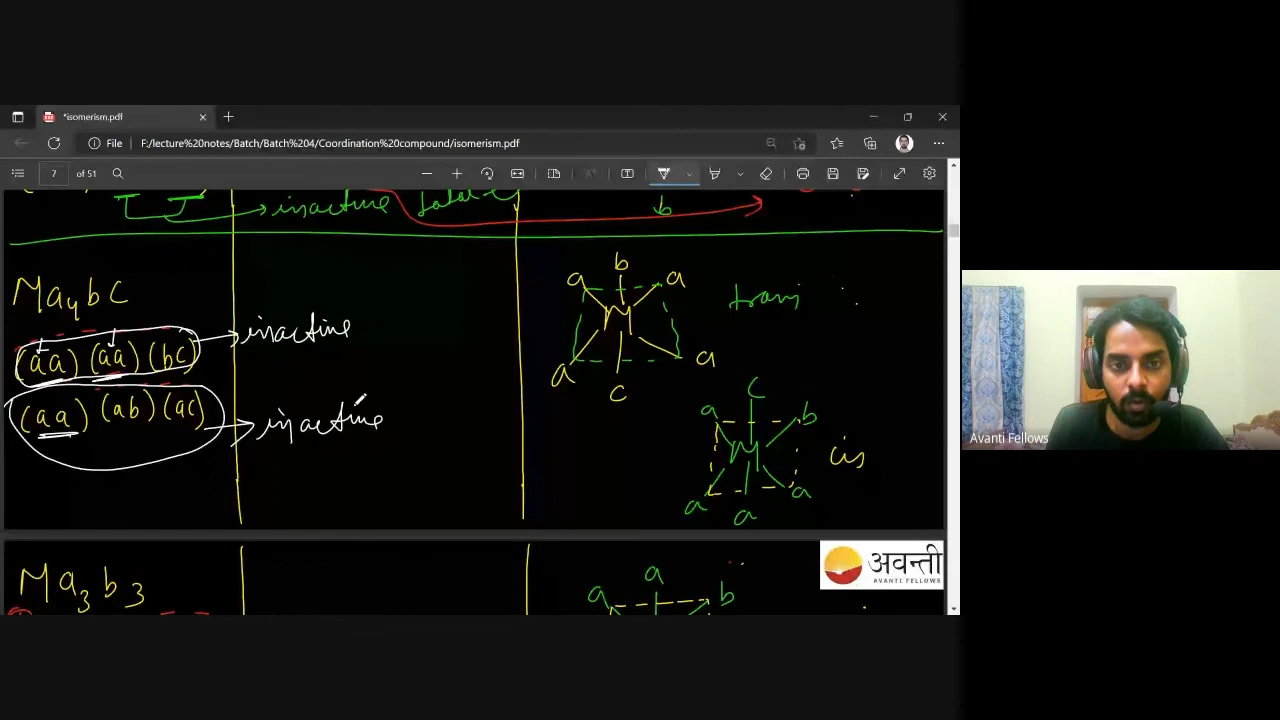 *isomerism.pdf
File F:/lecture%20notes/Batch/Batch%204/Coordination%20compound/isomerism.pdf
7 of 51
inactive
b
Ma4bC
(aa) (aa) (bc) inactive
(aa) (ab) (ac) inactive
a b a
M
a a
c
trans
c
a b
M
a a
a
cis
Ma3b3
a
a b
अवन्ती
AVANTI FELLOWS
Avanti Fellows